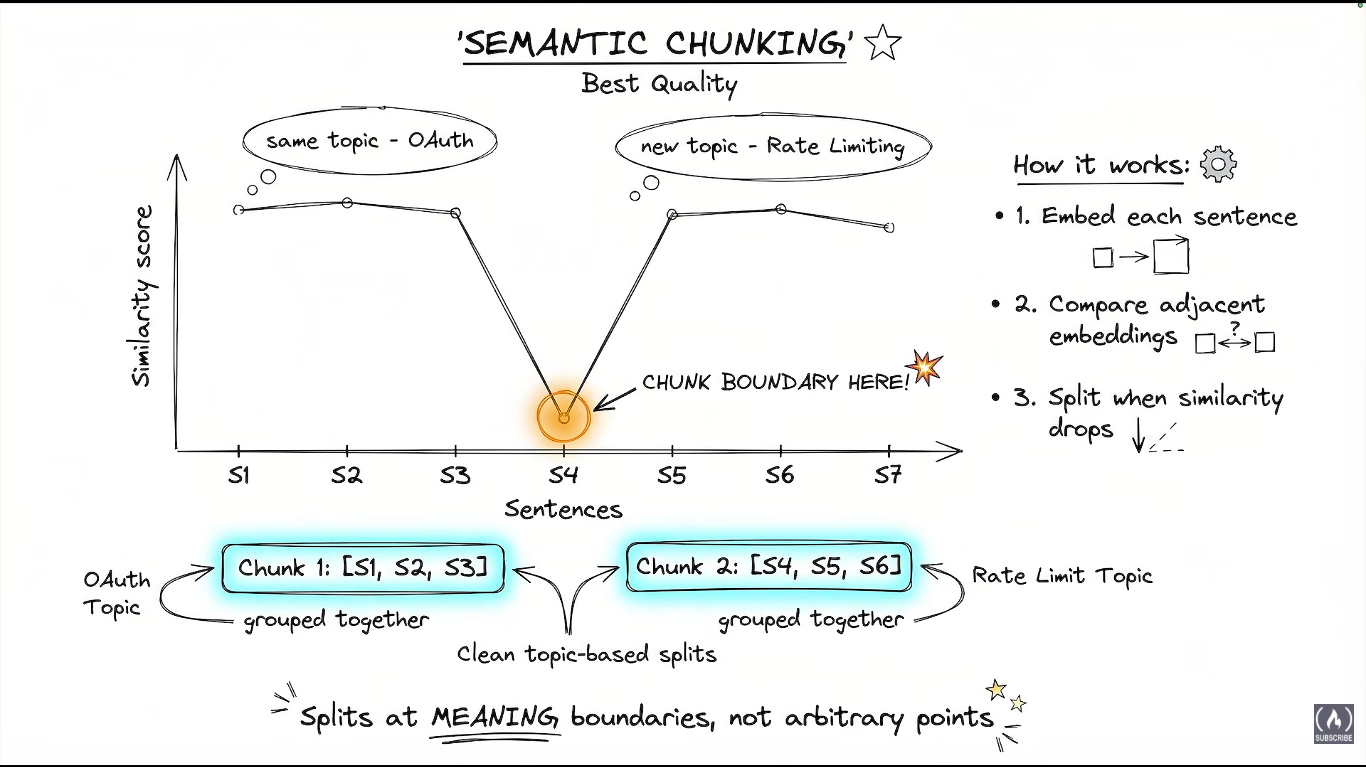 'SEMANTIC CHUNKING'
Best Quality
same topic - OAuth
new topic - Rate Limiting
Similarity score
CHUNK BOUNDARY HERE!
S1 S2 S3 S4 S5 S6 S7
Sentences
How it works:
• 1. Embed each sentence
• 2. Compare adjacent
embeddings
?
• 3. Split when similarity
drops
OAuth
Topic
Chunk 1: [S1, S2, S3]
grouped together
Chunk 2: [S4, S5, S6]
grouped together
Rate Limit Topic
Clean topic-based splits
Splits at MEANING boundaries, not arbitrary points
SUBSCRIBE